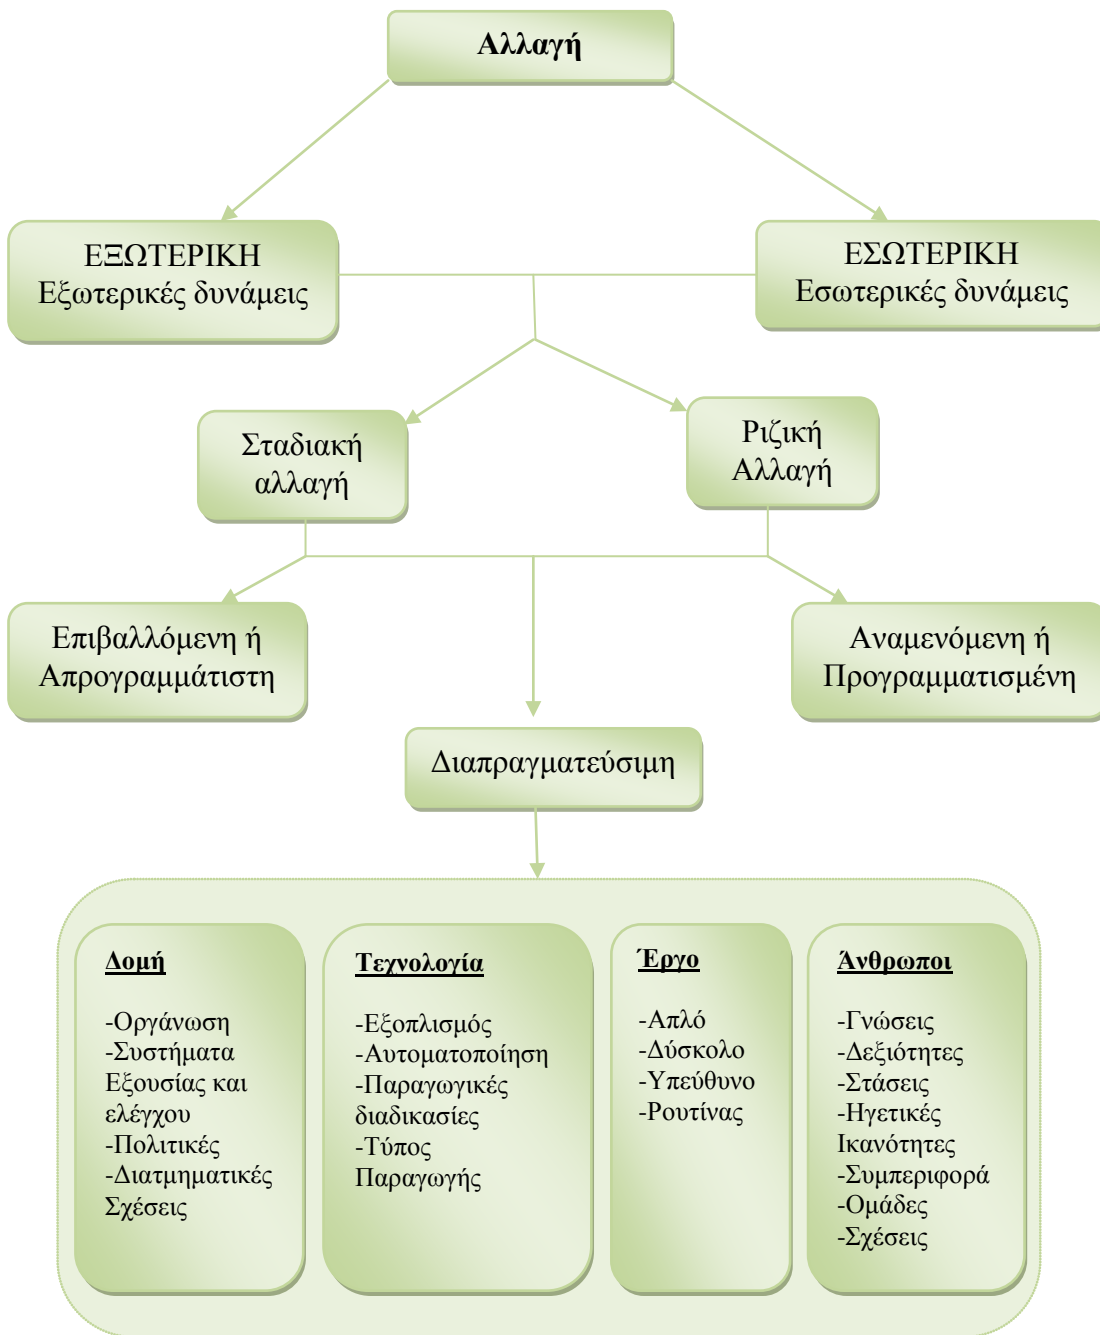 Αλλαγή
ΕΞΩΤΕΡΙΚΗ
Εξωτερικές δυνάμεις
ΕΣΩΤΕΡΙΚΗ
Εσωτερικές δυνάμεις
Σταδιακή
αλλαγή
Ριζική
Αλλαγή
Επιβαλλόμενη ή
Απρογραμμάτιστη
Αναμενόμενη ή
Προγραμματισμένη
Διαπραγματεύσιμη
Δομή
-Οργάνωση
-Συστήματα
Εξουσίας και
ελέγχου
-Πολιτικές
-Διατμηματικές
Σχέσεις
Τεχνολογία
-Εξοπλισμός
-Αυτοματοποίηση
-Παραγωγικές
διαδικασίες
-Τύπος
Παραγωγής
Έργο
-Απλό
-Δύσκολο
-Υπεύθυνο
-Ρουτίνας
Άνθρωποι
-Γνώσεις
-Δεξιότητες
-Στάσεις
-Ηγετικές
Ικανότητες
-Συμπεριφορά
-Ομάδες
-Σχέσεις